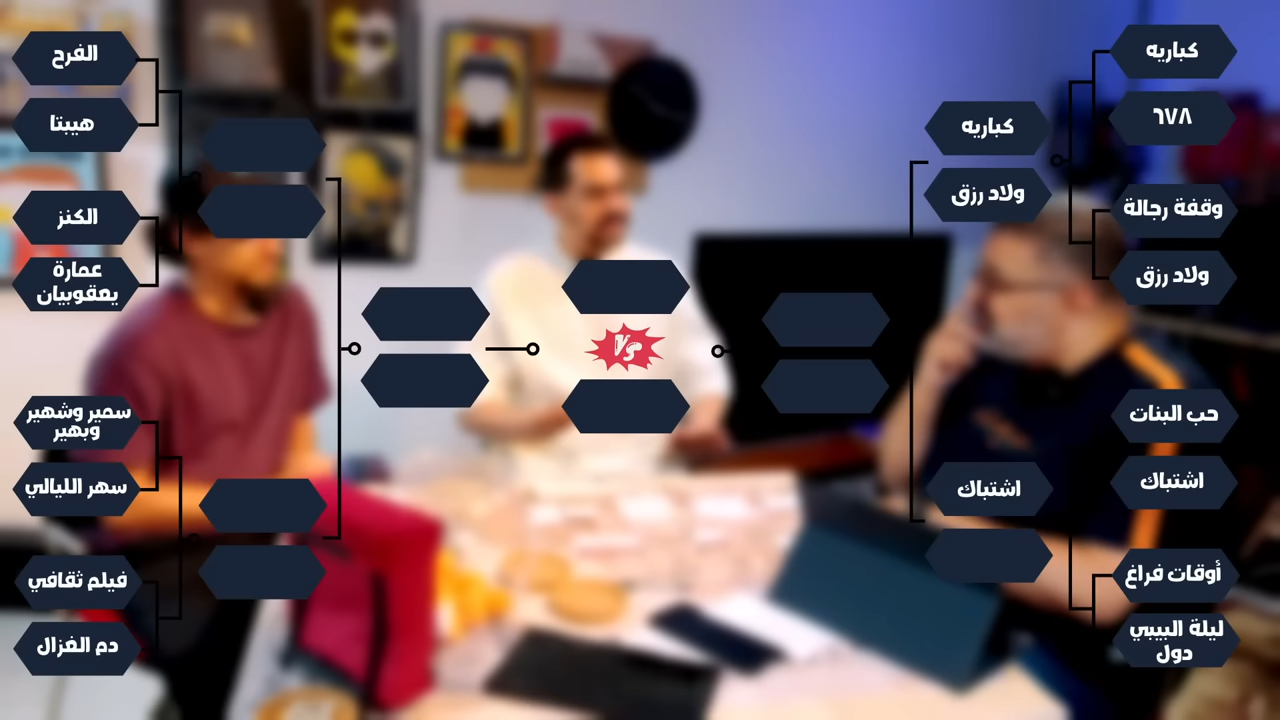 الفرح
هيبتا
الكنز
عمارة
يعقوبيان
سمير وشهير
وبهير
سهر الليالي
فيلم ثقافي
دم الغزال
VS
كباريه
ولاد رزق
اشتباك
كباريه
٦٧٨
وقفة رجالة
ولاد رزق
حب البنات
اشتباك
أوقات فراغ
ليلة البيبي
دول